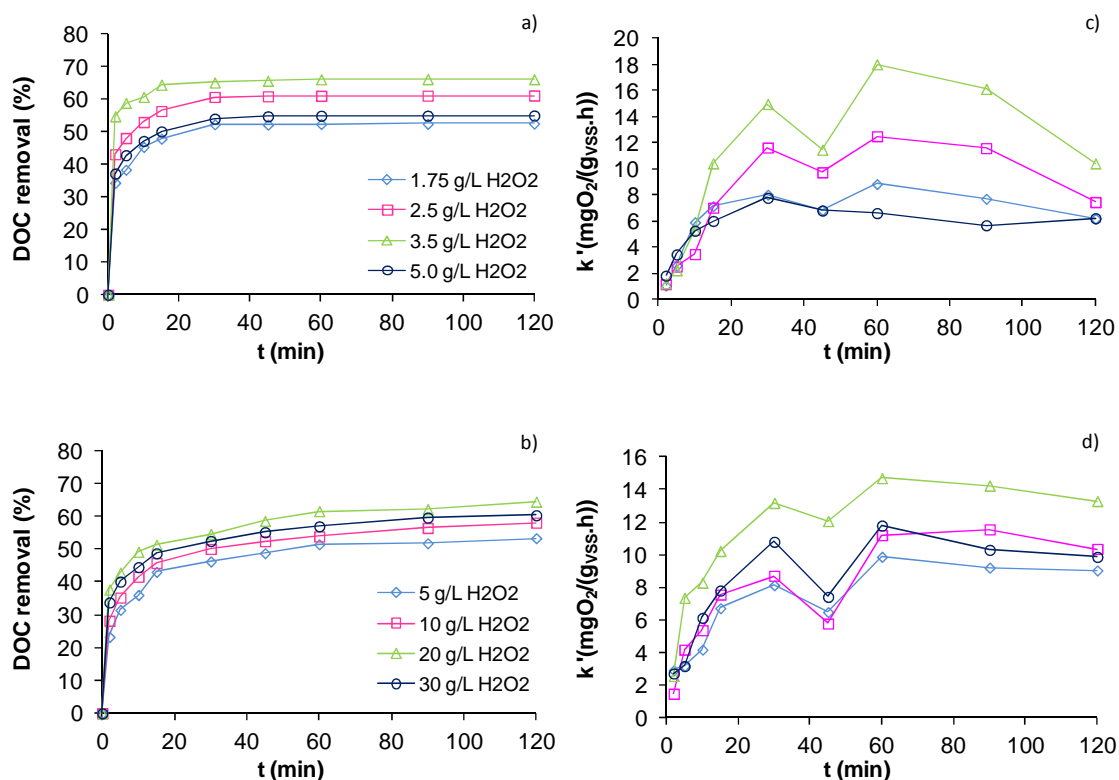 a)
DOC removal (%)
80
70
60
50
40
30
20
10
0
1.75 g/L H2O2
2.5 g/L H2O2
3.5 g/L H2O2
5.0 g/L H2O2
0 20 40 60 80 100 120
t (min)
c)
k '(mgO₂/(gVSS.h))
20
18
16
14
12
10
8
6
4
2
0
0 20 40 60 80 100 120
t (min)
b)
DOC removal (%)
80
70
60
50
40
30
20
10
0
5 g/L H2O2
10 g/L H2O2
20 g/L H2O2
30 g/L H2O2
0 20 40 60 80 100 120
t (min)
d)
k '(mgO₂/(gVSS.h))
16
14
12
10
8
6
4
2
0
0 20 40 60 80 100 120
t (min)